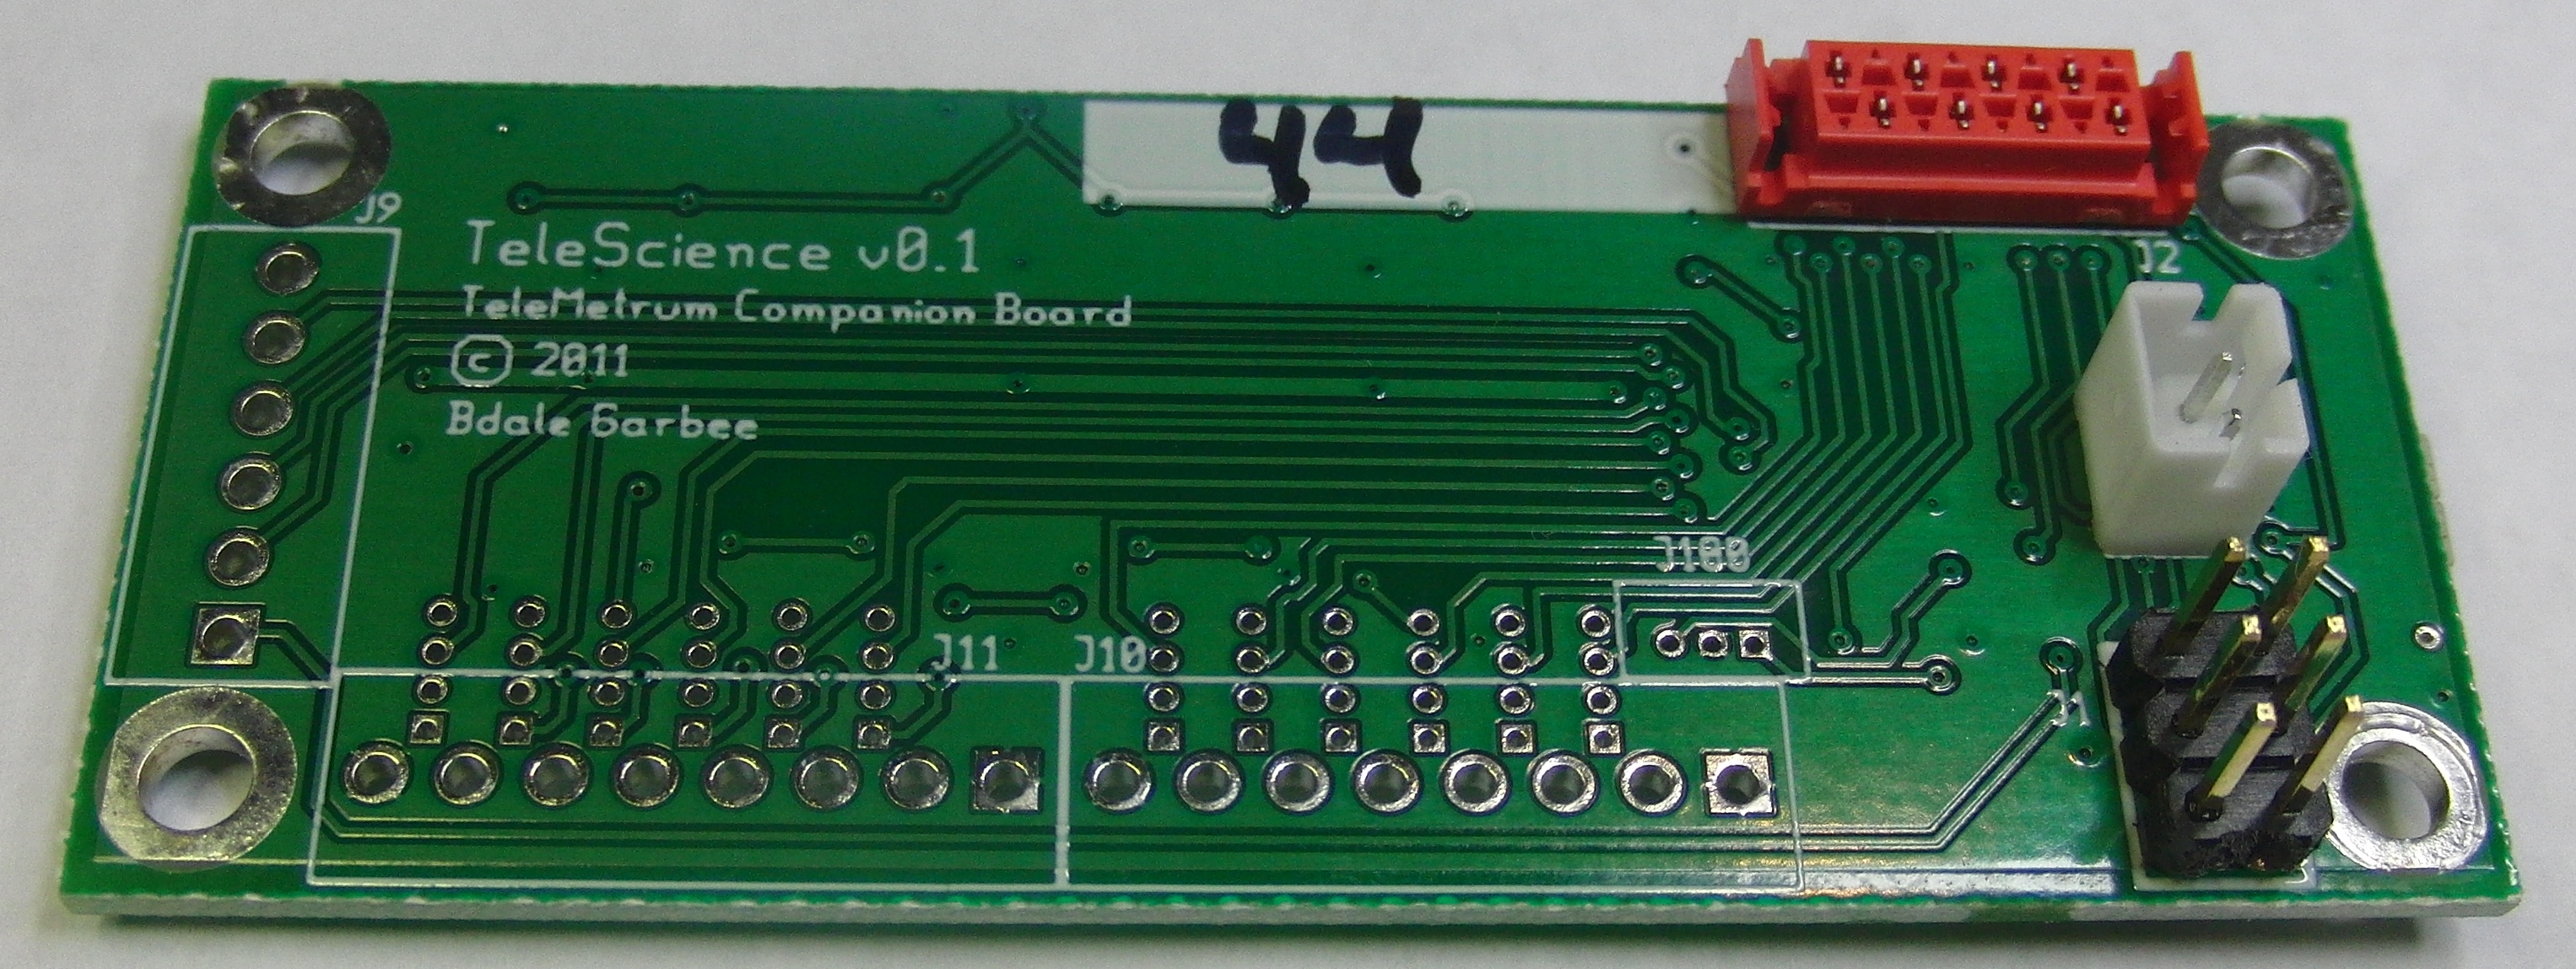 44
J9
TeleScience v0.1
J2
TeleMetrum Companion Board
© 2011
Bdale Garbee
J100
J11
J10
J1